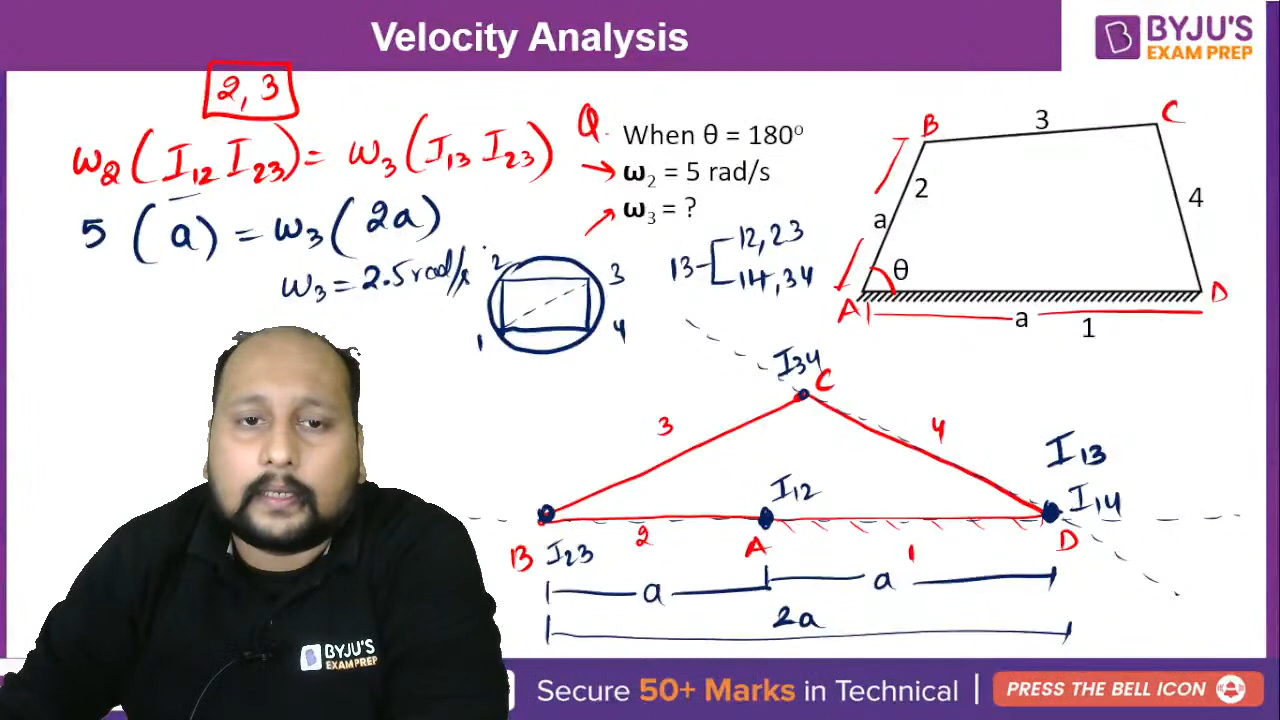 Velocity Analysis
BYJU'S
EXAM PREP
2, 3
ω2 ( I12 I23 ) = ω3 ( I13 I23 )
5 ( a ) = ω3 ( 2a )
ω3 = 2.5 rad/s
Q.
When θ = 180°
→ ω2 = 5 rad/s
ω3 = ?
13
12, 23
14, 34
2
3
1
4
B
3
C
2
4
a
θ
A
D
a
1
I34
C
3
4
I13
I12
I14
B
I23
2
A
1
D
a
a
2a
BYJU'S
EXAM PREP
Secure 50+ Marks in Technical
PRESS THE BELL ICON